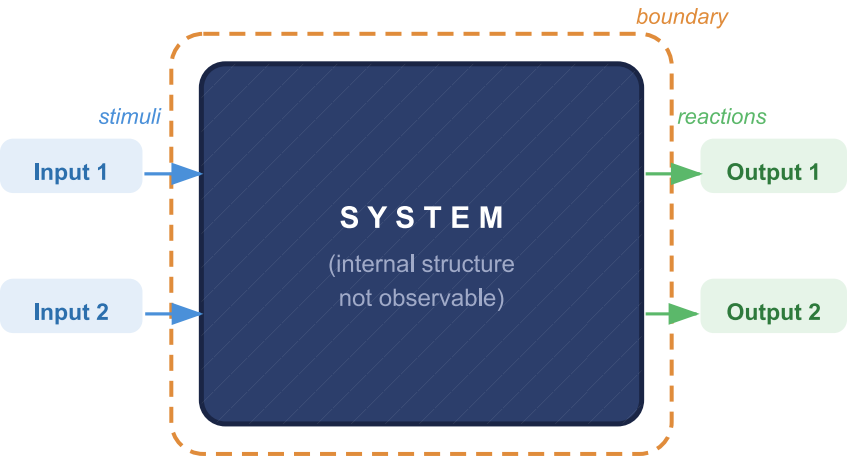 boundary
stimuli
reactions
Input 1
Output 1
SYSTEM
(internal structure
not observable)
Input 2
Output 2